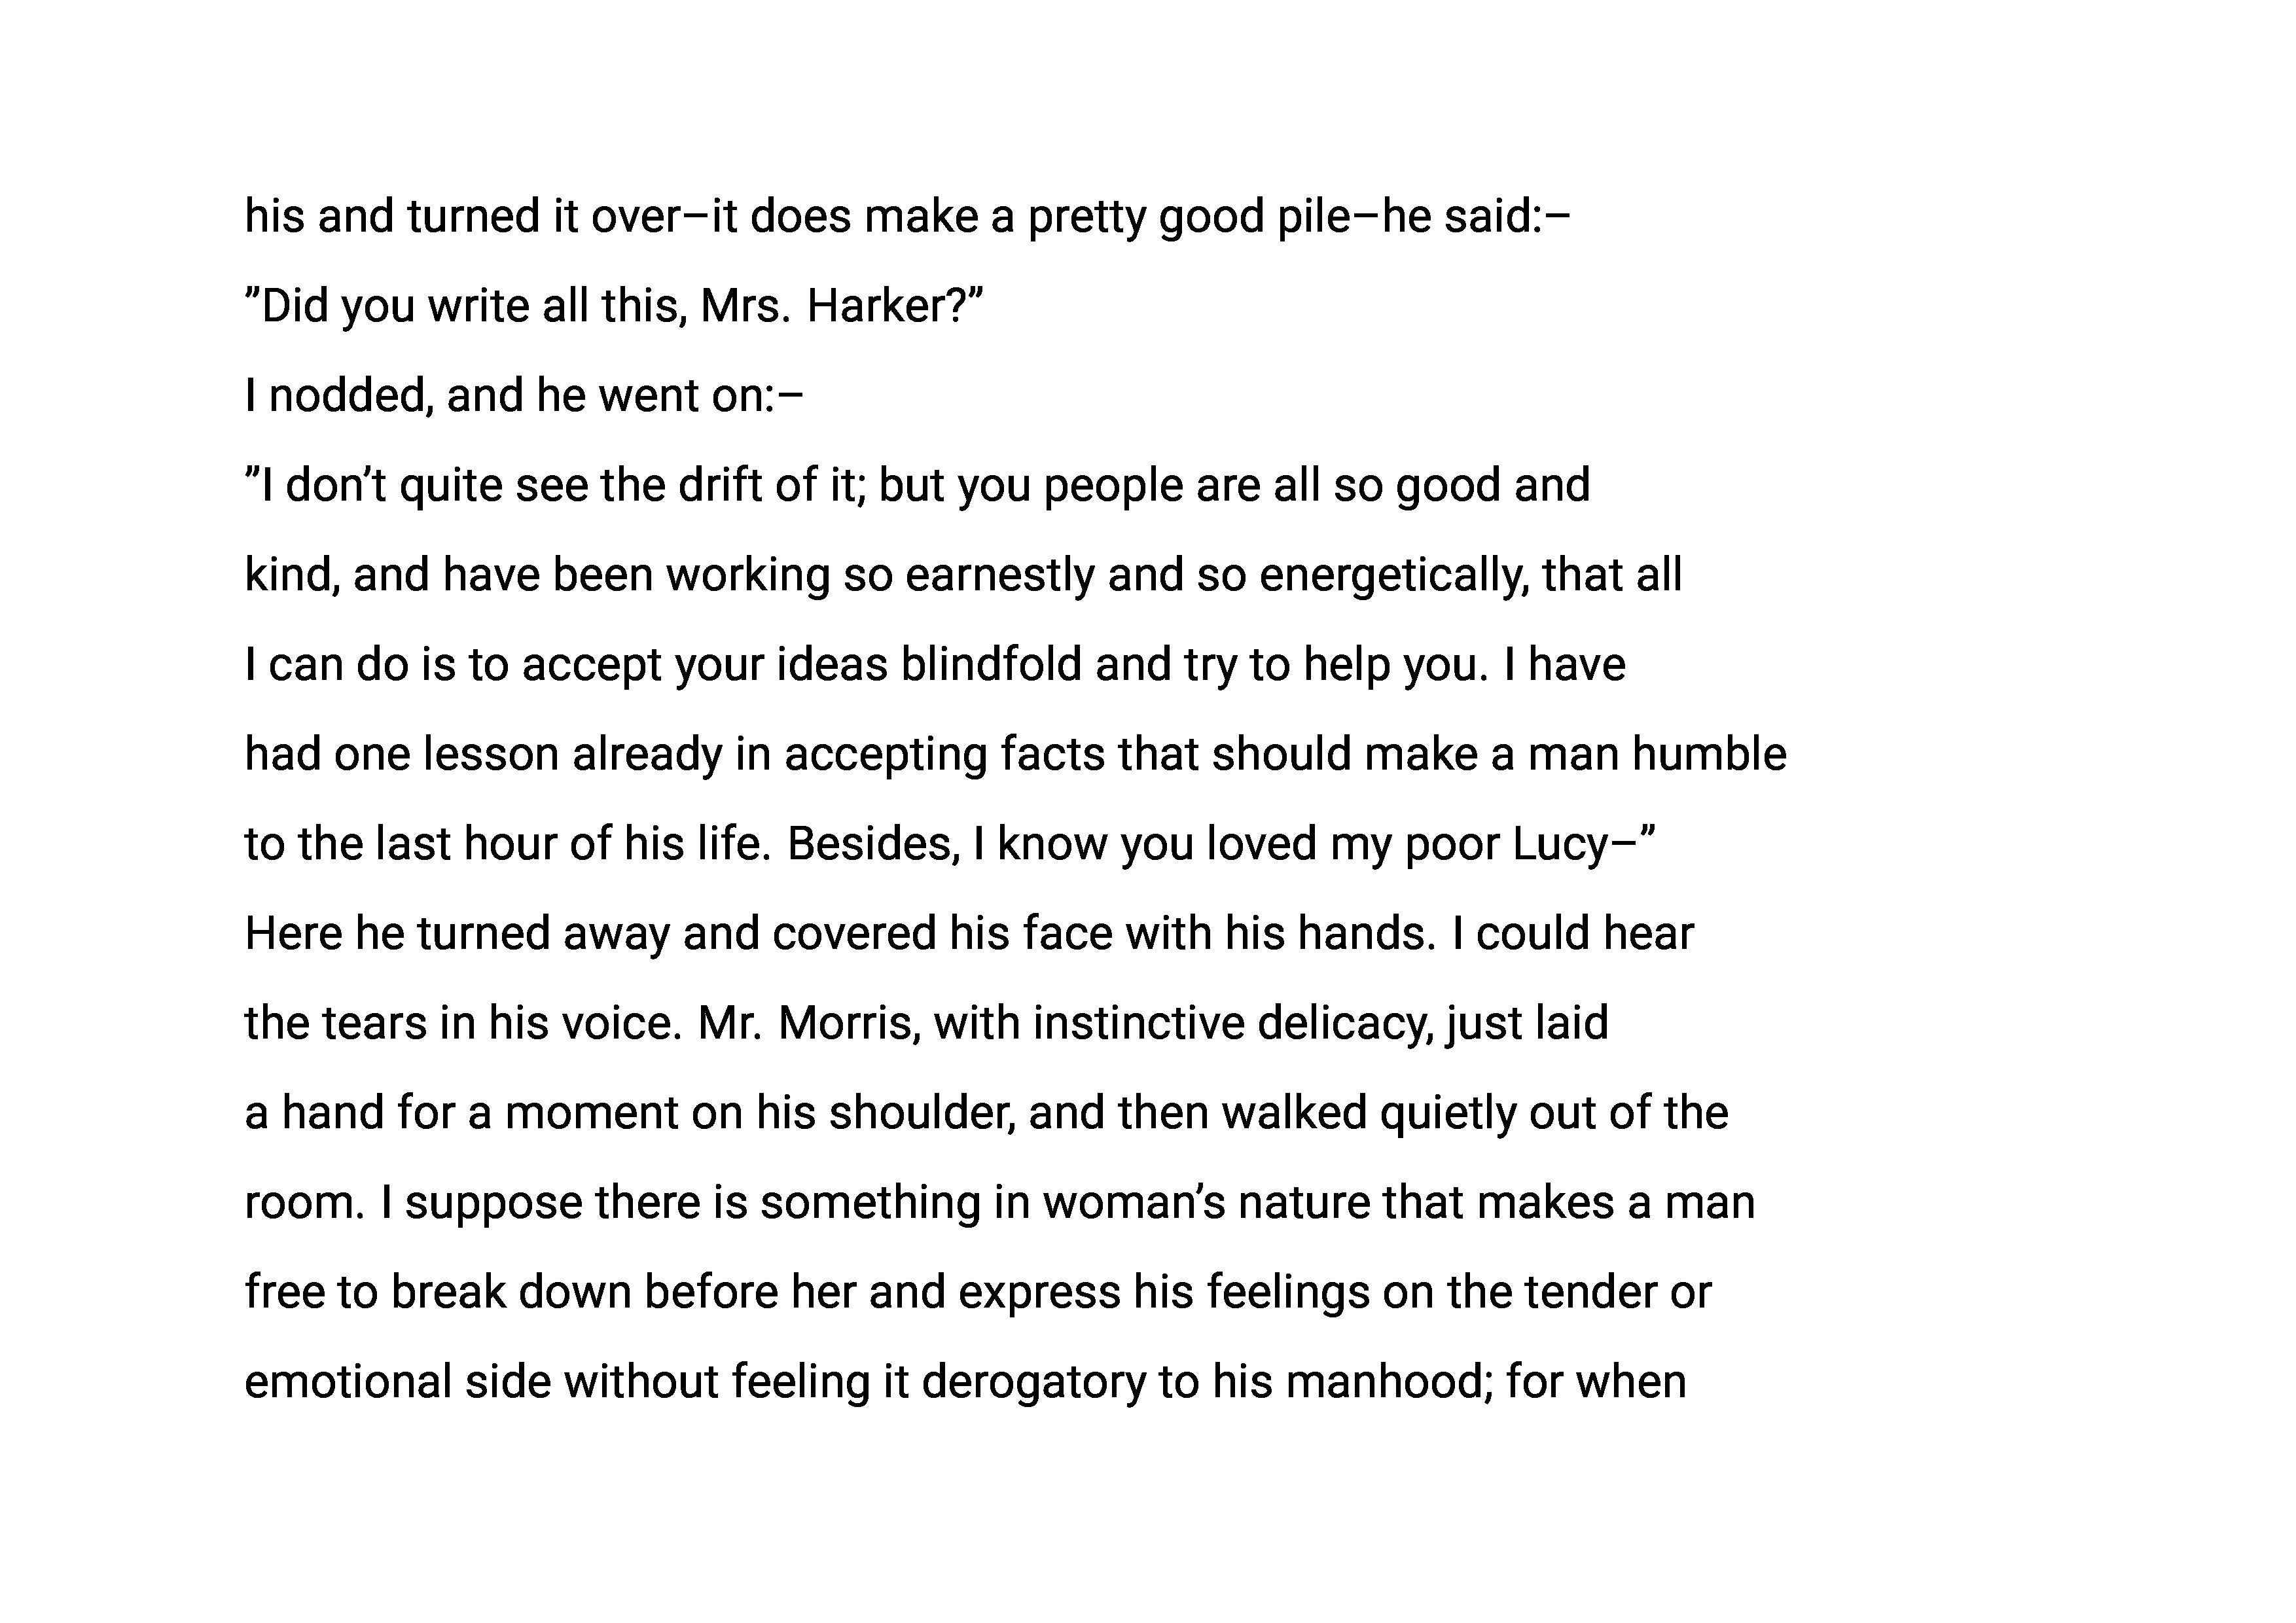 his and turned it over–it does make a pretty good pile–he said:–
”Did you write all this, Mrs. Harker?”
I nodded, and he went on:–
”I don’t quite see the drift of it; but you people are all so good and
kind, and have been working so earnestly and so energetically, that all
I can do is to accept your ideas blindfold and try to help you. I have
had one lesson already in accepting facts that should make a man humble
to the last hour of his life. Besides, I know you loved my poor Lucy–”
Here he turned away and covered his face with his hands. I could hear
the tears in his voice. Mr. Morris, with instinctive delicacy, just laid
a hand for a moment on his shoulder, and then walked quietly out of the
room. I suppose there is something in woman’s nature that makes a man
free to break down before her and express his feelings on the tender or
emotional side without feeling it derogatory to his manhood; for when